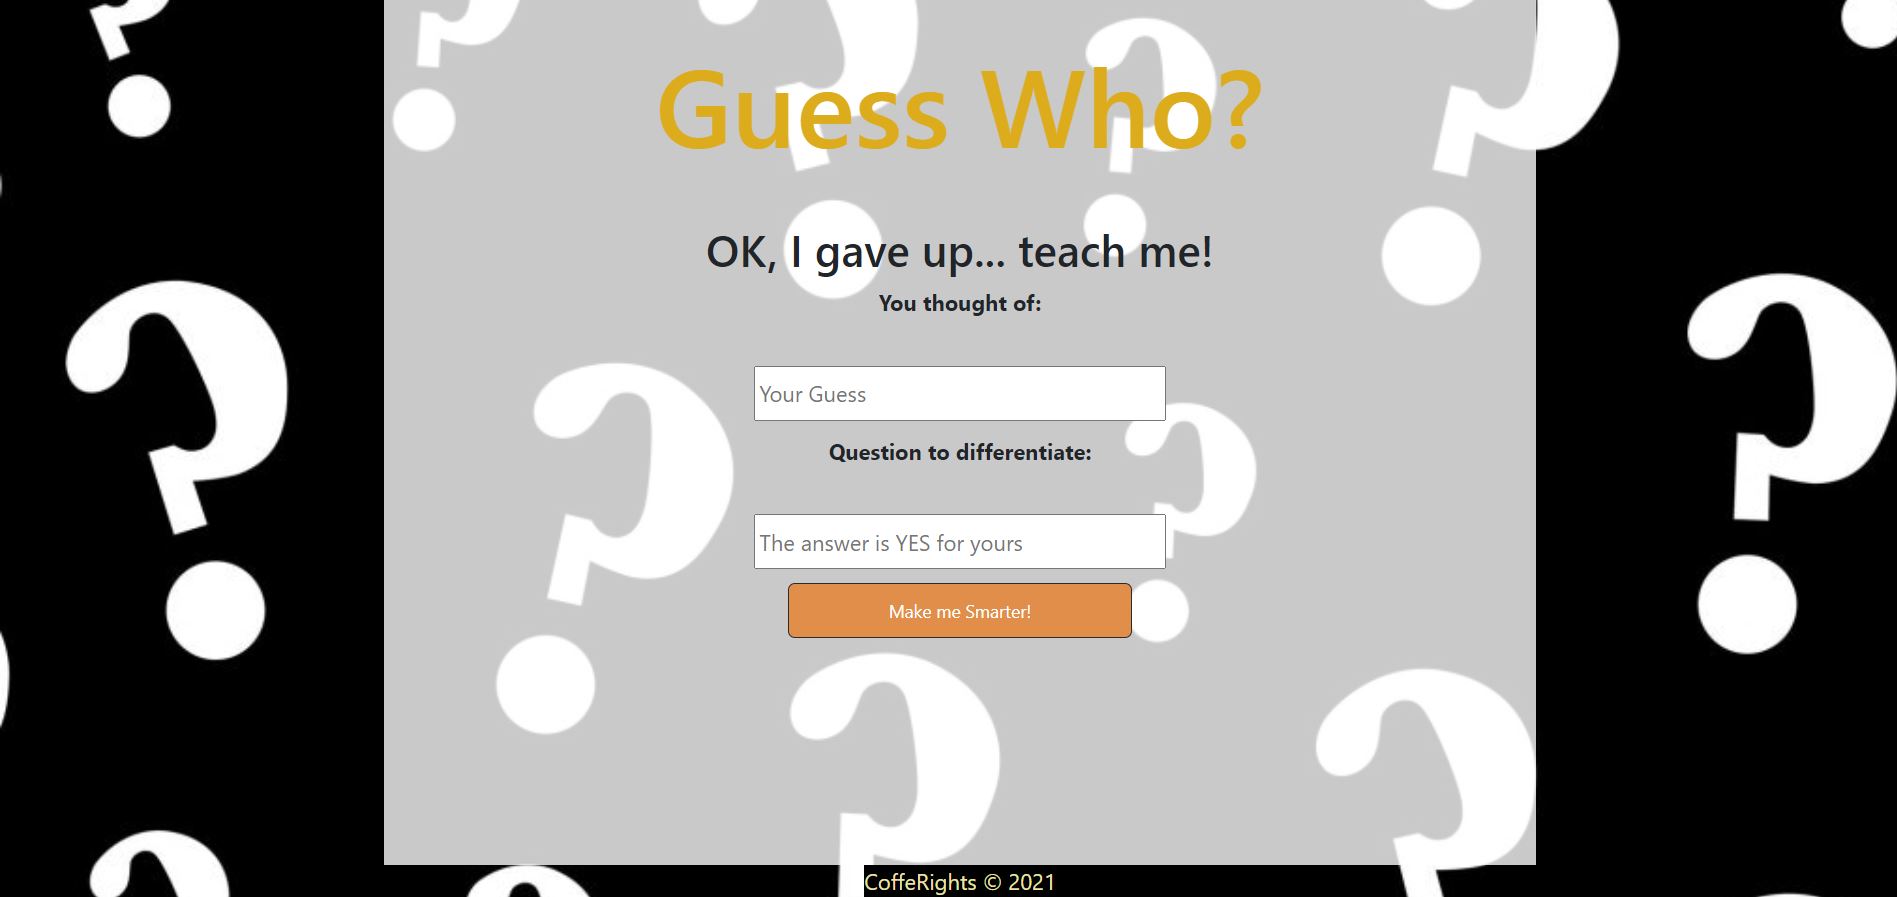 Guess Who?
OK, I gave up... teach me!
You thought of:
Your Guess
Question to differentiate:
The answer is YES for yours
Make me Smarter!
CoffeRights © 2021